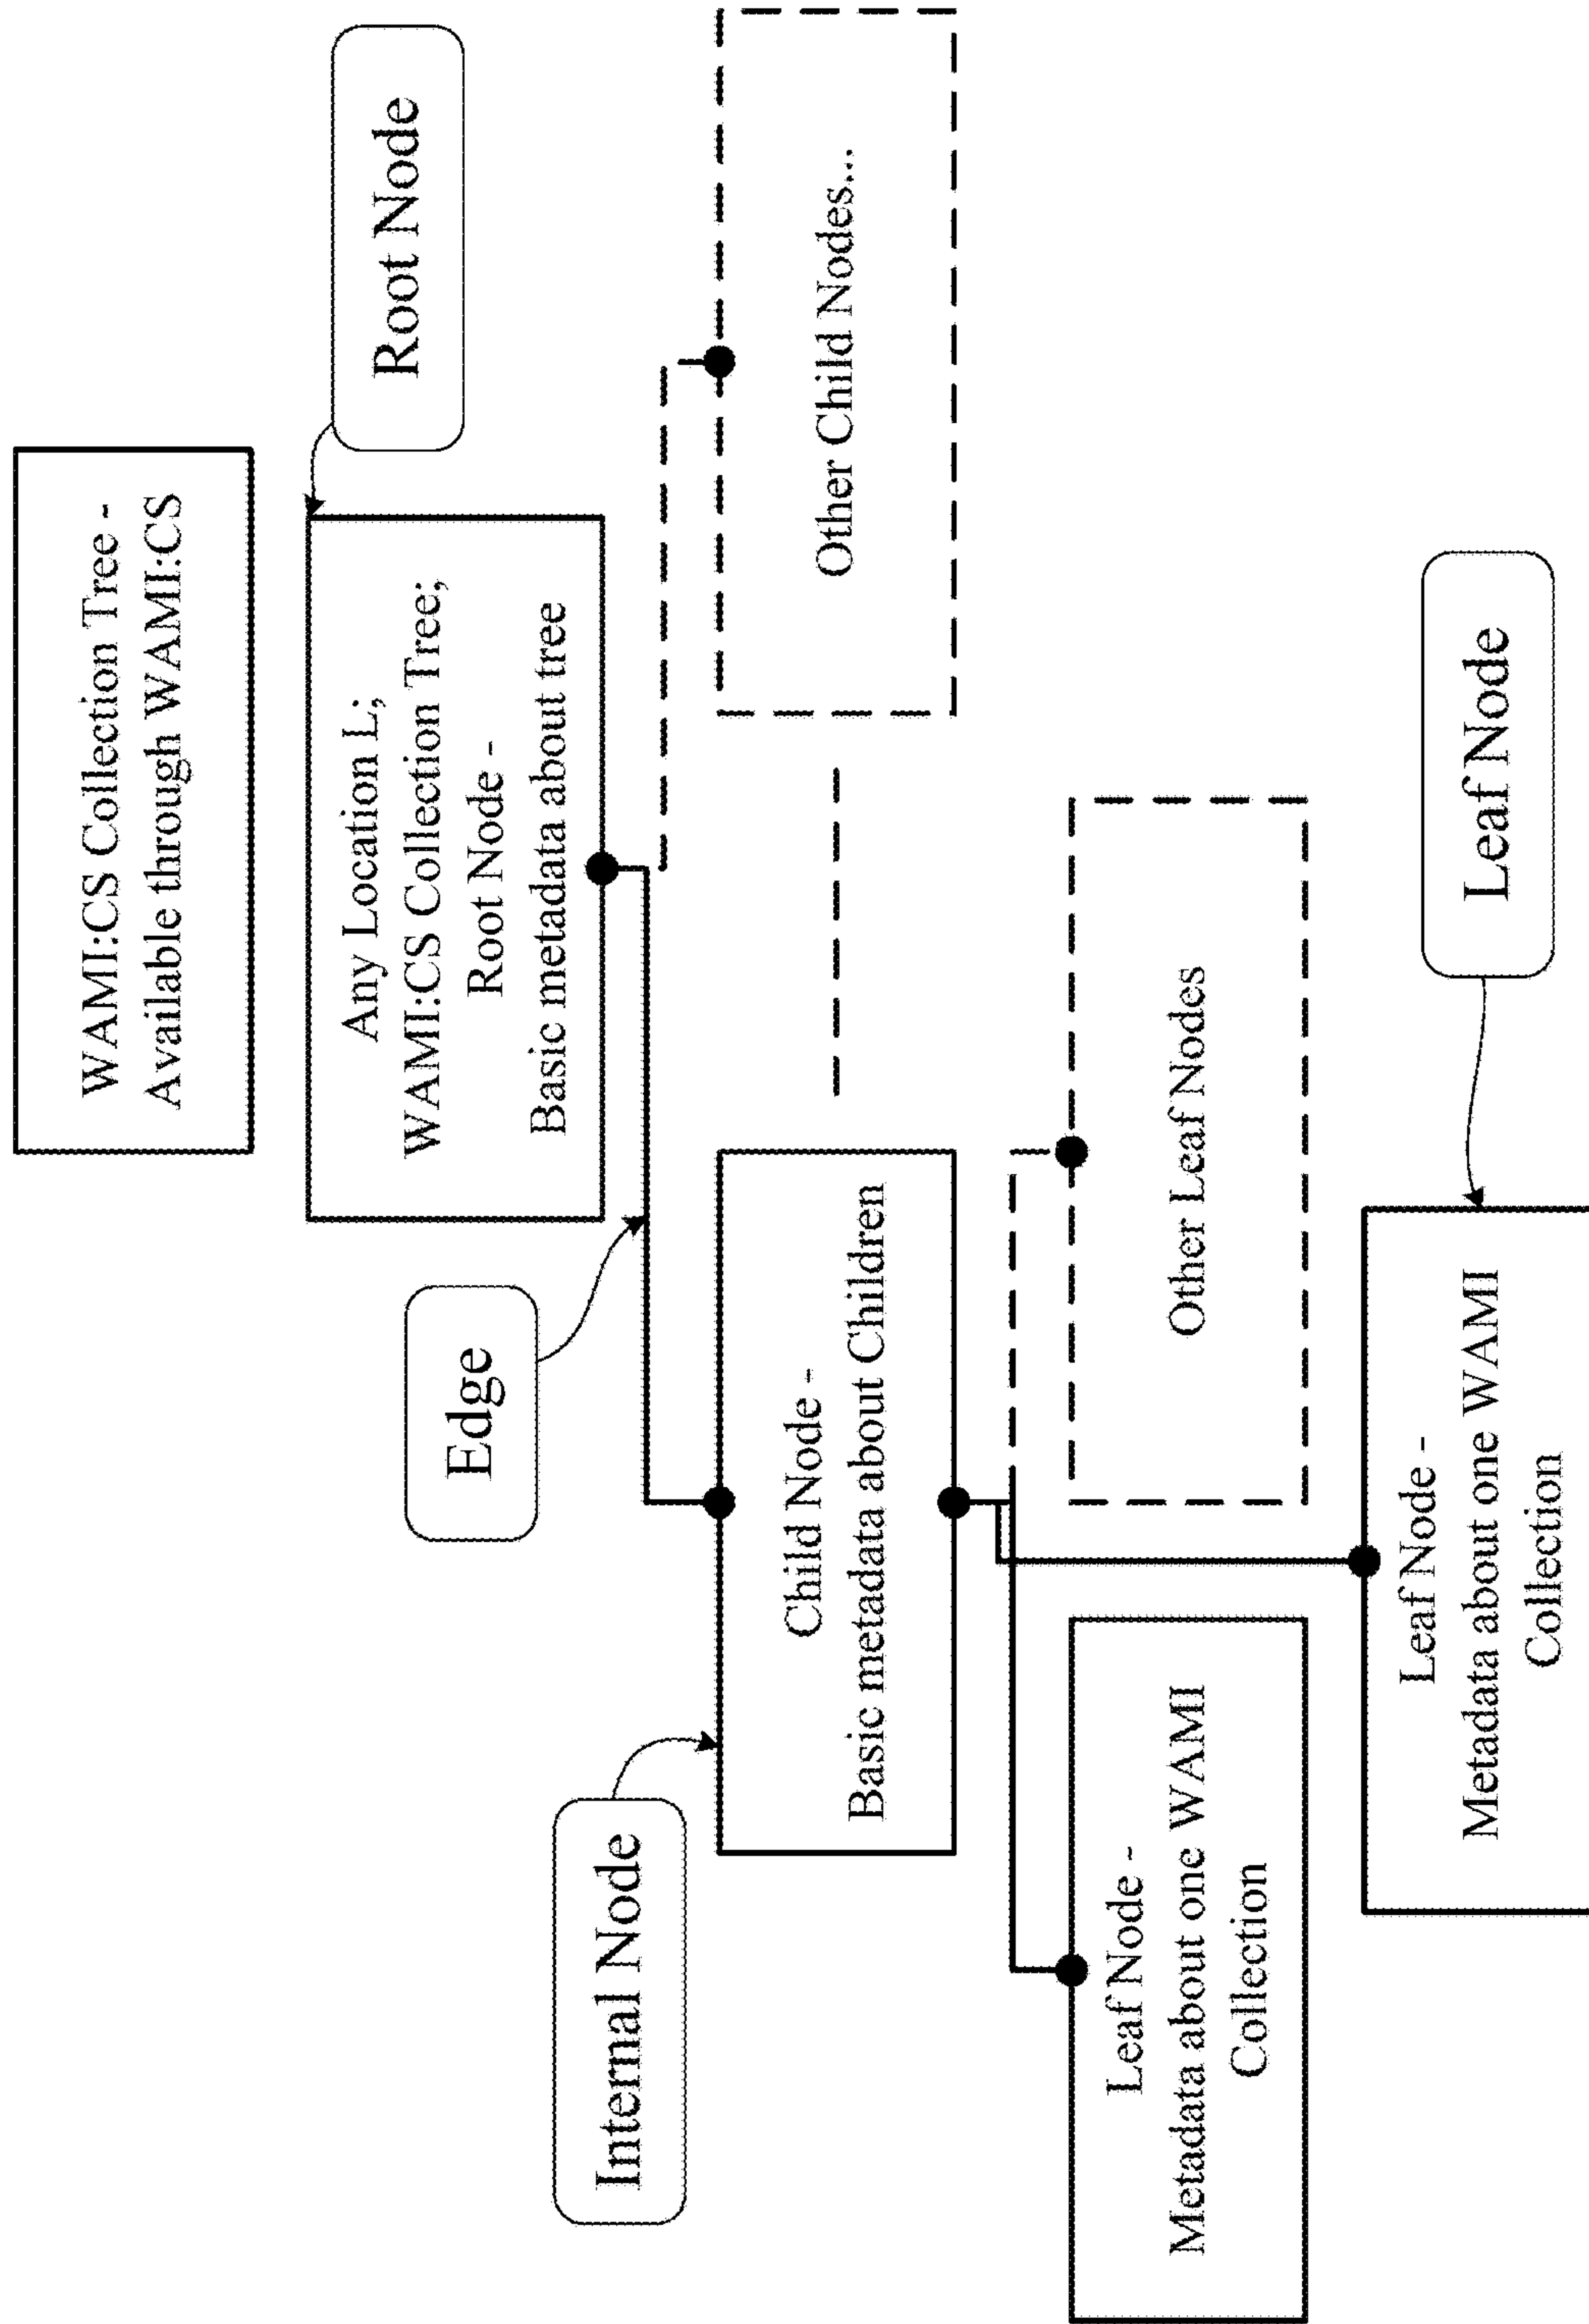 WAMI:CS Collection Tree -
Available through WAMI:CS
Root Node
Any Location L;
WAMI:CS Collection Tree;
Root Node -
Basic metadata about tree
Edge
Internal Node
Child Node -
Basic metadata about Children
Other Child Nodes...
Leaf Node -
Metadata about one WAMI
Collection
Other Leaf Nodes
Leaf Node -
Metadata about one WAMI
Collection
Leaf Node